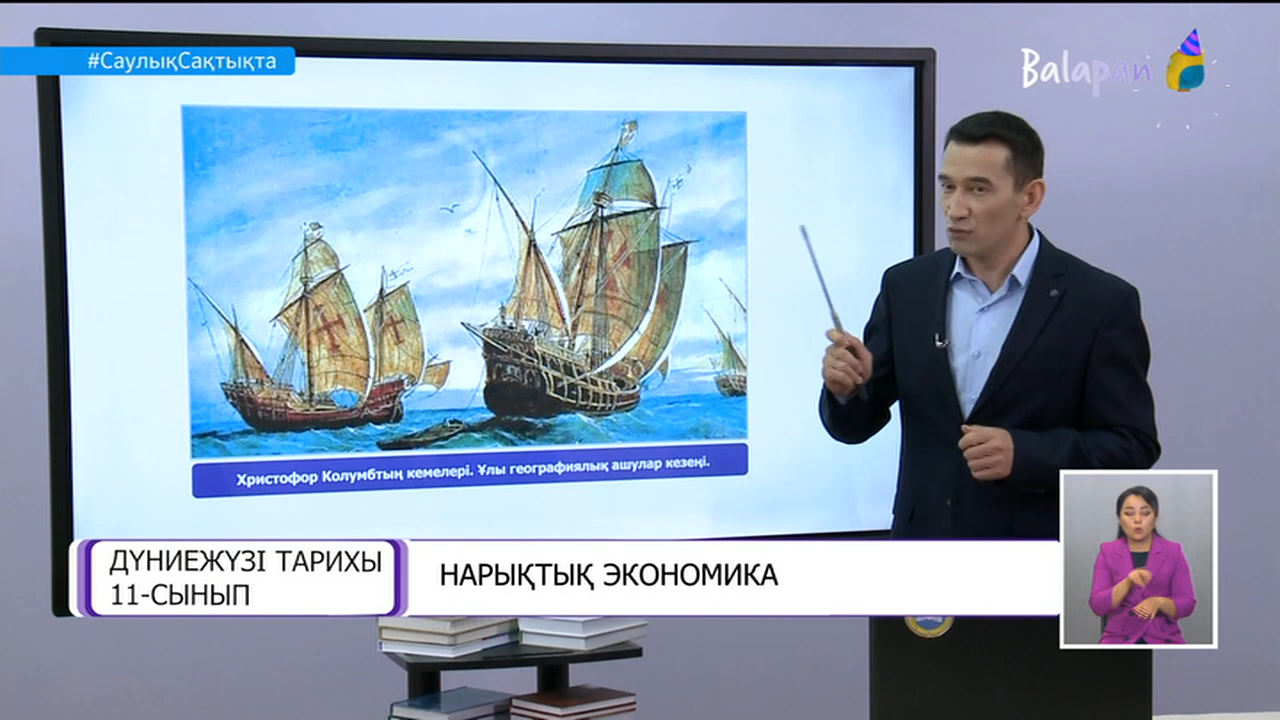 #СаулықСақтықта
Balapan
Христофор Колумбтың кемелері. Ұлы географиялық ашулар кезеңі.
ДҮНИЕЖҮЗІ ТАРИХЫ
11-СЫНЫП
НАРЫҚТЫҚ ЭКОНОМИКА